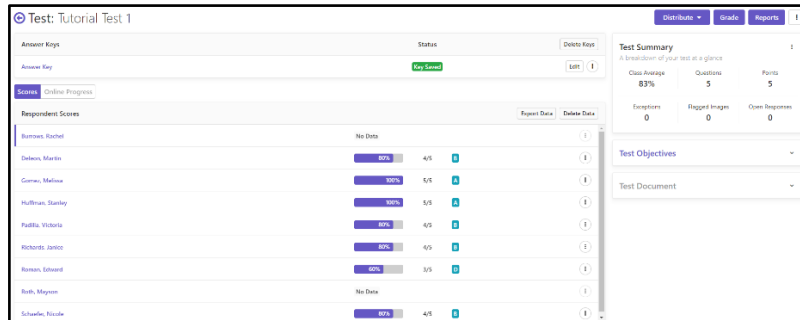 Test: Tutorial Test 1
Distribute Grade Reports
Answer Keys Status Delete Keys
Answer Key Key Saved Edit
Scores Online Progress
Respondent Scores Export Data Delete Data
Burrows, Rachel No Data
Deleon, Martin 80% 4/5 B
Gomez, Melissa 100% 5/5 A
Huffman, Stanley 100% 5/5 A
Padilla, Victoria 80% 4/5 B
Richards, Janice 80% 4/5 B
Roman, Edward 60% 3/5 D
Roth, Mayson No Data
Schaefer, Nicole 80% 4/5 B
Test Summary
A breakdown of your test at a glance
Class Average Questions Points
83% 5 5
Exceptions Flagged Images Open Responses
0 0 0
Test Objectives
Test Document